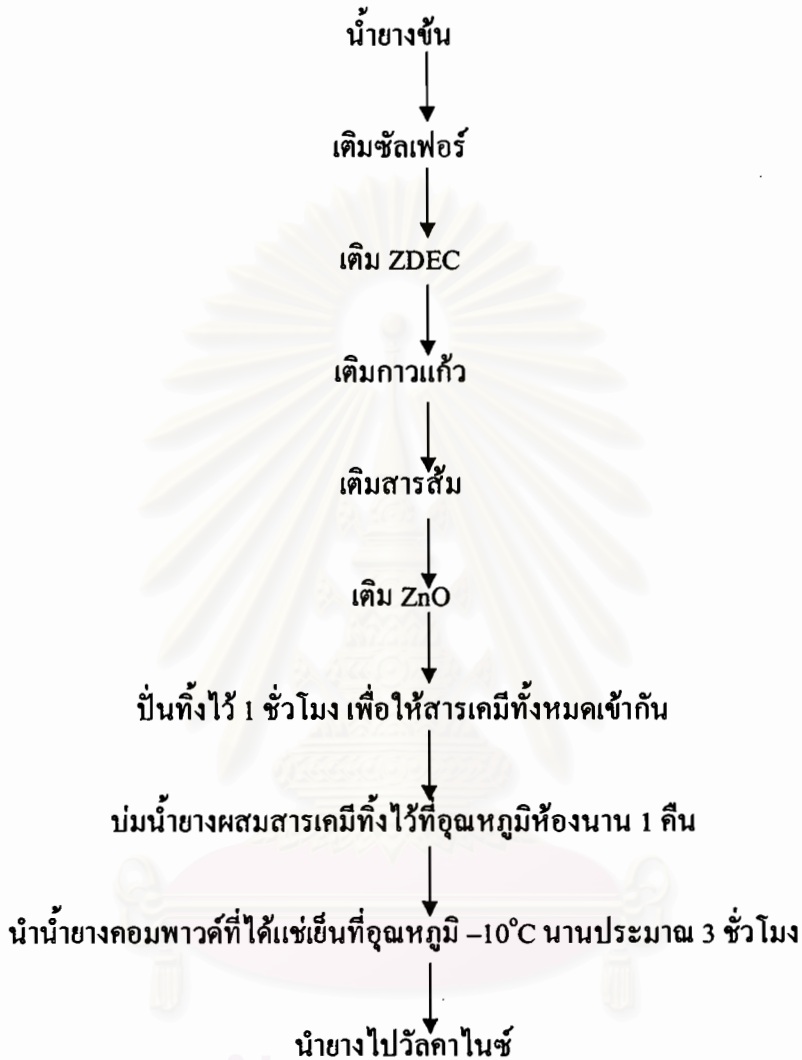 น้ำยางข้น
เติมซัลเฟอร์
เติม ZDEC
เติมกาวแก้ว
เติมสารส้ม
เติม ZnO
ปั่นทิ้งไว้ 1 ชั่วโมง เพื่อให้สารเคมีทั้งหมดเข้ากัน
บ่มน้ำยางผสมสารเคมีทิ้งไว้ที่อุณหภูมิห้องนาน 1 คืน
นำน้ำยางคอมพาวด์ที่ได้แช่เย็นที่อุณหภูมิ –10°C นานประมาณ 3 ชั่วโมง
นำยางไปวัลคาไนซ์